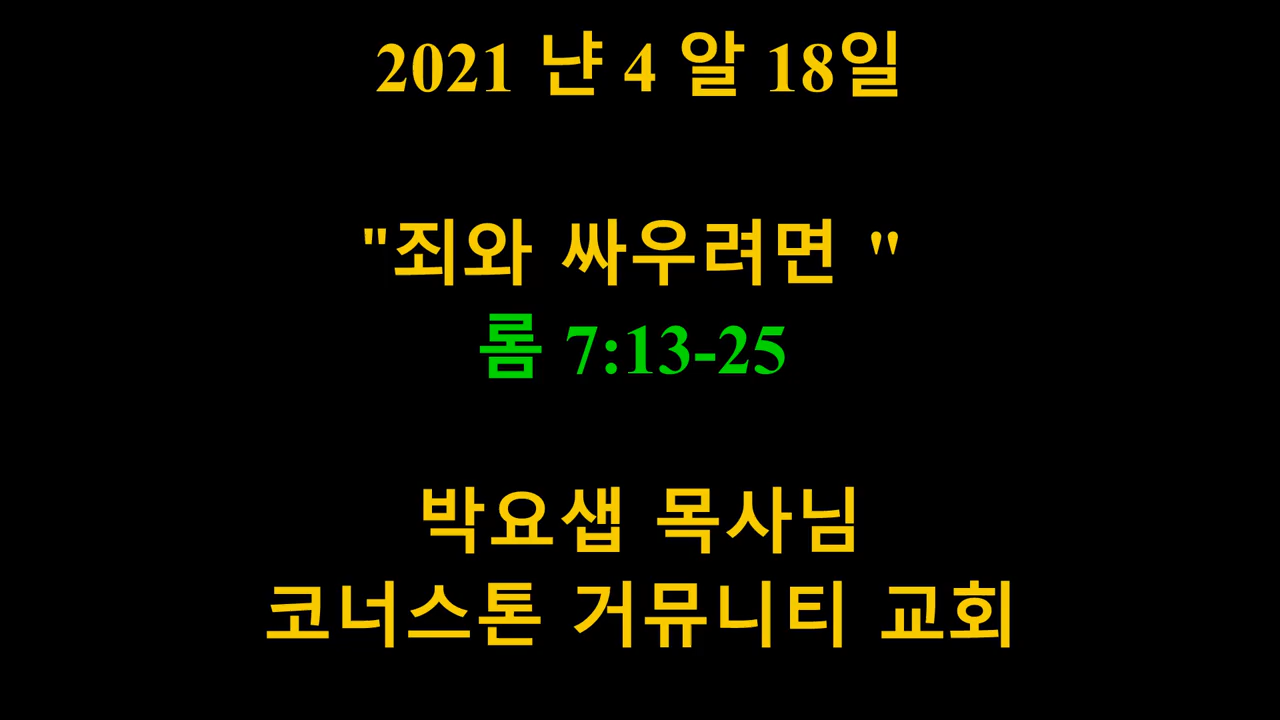 2021 냔 4 알 18일
"죄와 싸우려면 "
롬 7:13-25
박요샙 목사님
코너스톤 거뮤니티 교회